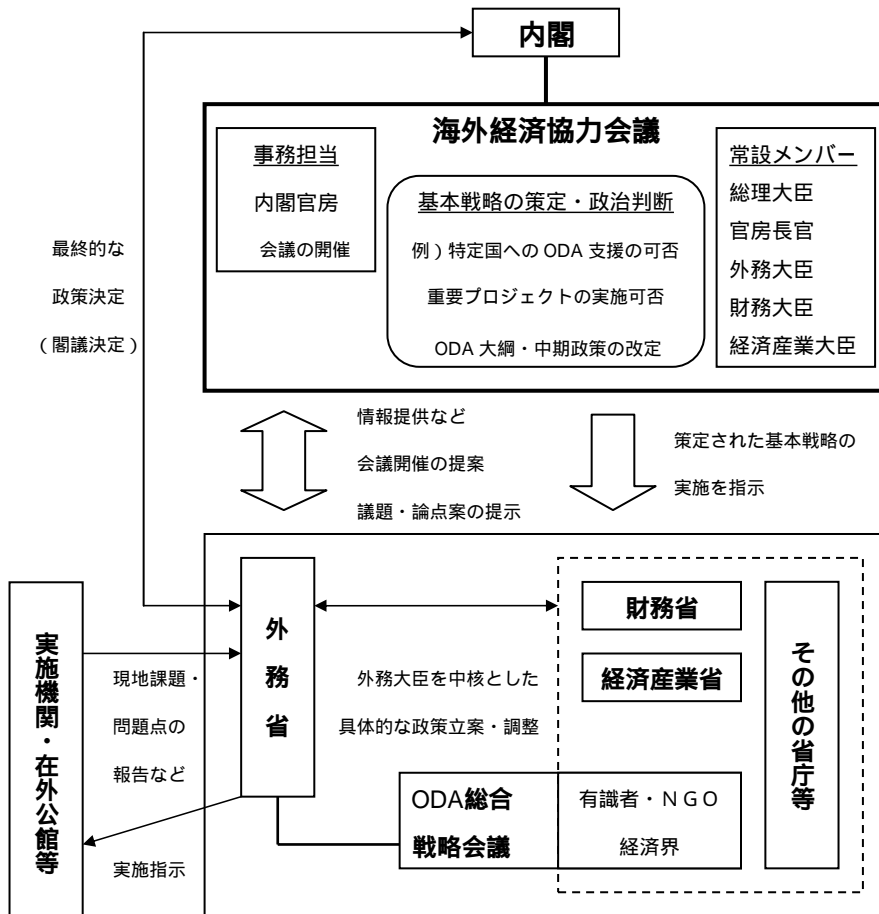 内閣
海外経済協力会議
事務担当
内閣官房
会議の開催
基本戦略の策定・政治判断
例）特定国への ODA 支援の可否
重要プロジェクトの実施可否
ODA 大綱・中期政策の改定
常設メンバー
総理大臣
官房長官
外務大臣
財務大臣
経済産業大臣
最終的な
政策決定
（閣議決定）
情報提供など
会議開催の提案
議題・論点案の提示
策定された基本戦略の
実施を指示
実施機関・在外公館等
現地課題・
問題点の
報告など
実施指示
外務省
外務大臣を中核とした
具体的な政策立案・調整
財務省
経済産業省
その他の省庁等
ODA総合
戦略会議
有識者・ＮＧＯ
経済界